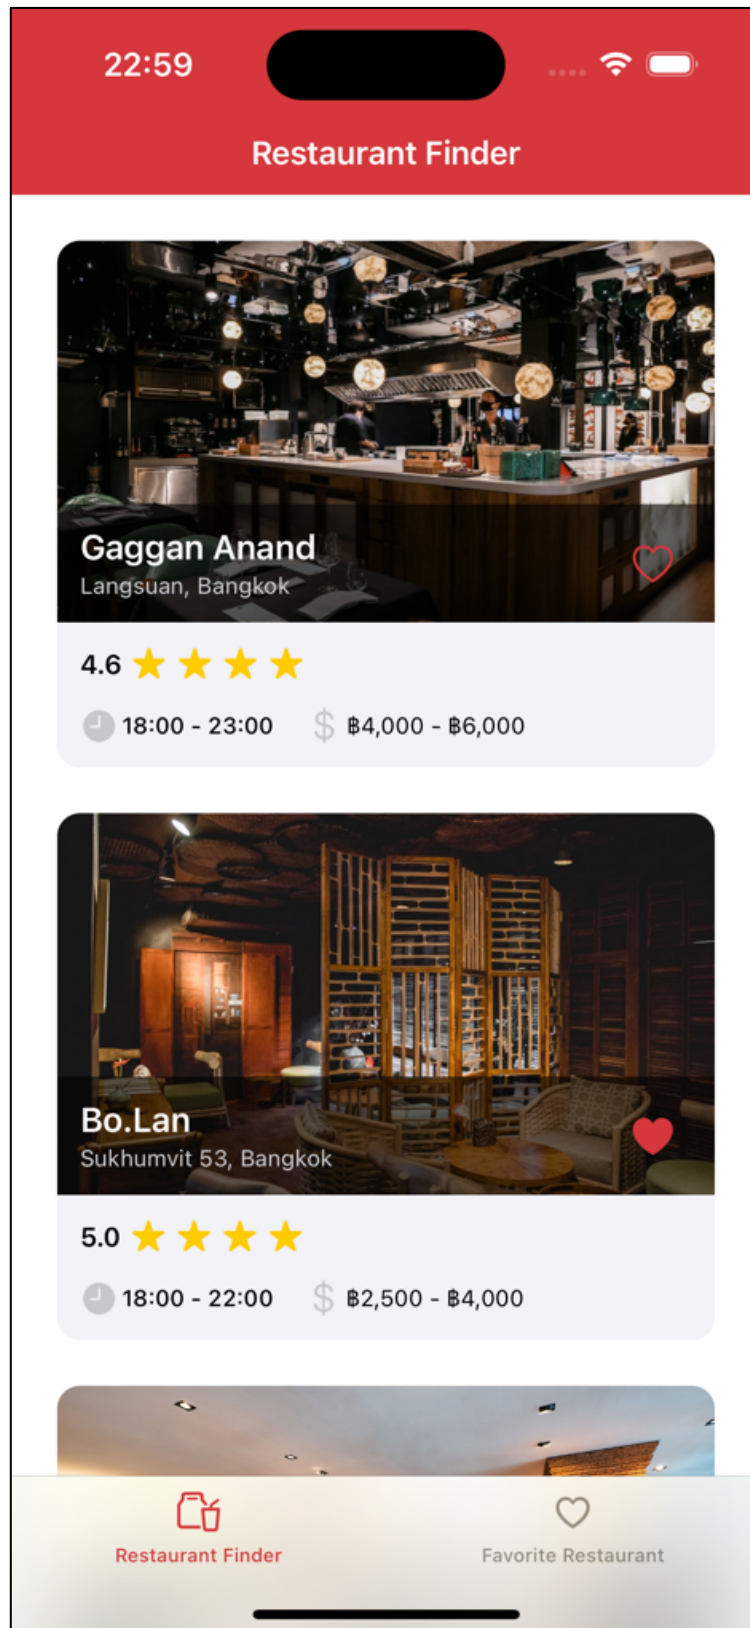 22:59
Restaurant Finder
Gaggan Anand
Langsuan, Bangkok
4.6
18:00 - 23:00 $ ฿4,000 - ฿6,000
Bo.Lan
Sukhumvit 53, Bangkok
5.0
18:00 - 22:00 $ ฿2,500 - ฿4,000
Restaurant Finder Favorite Restaurant